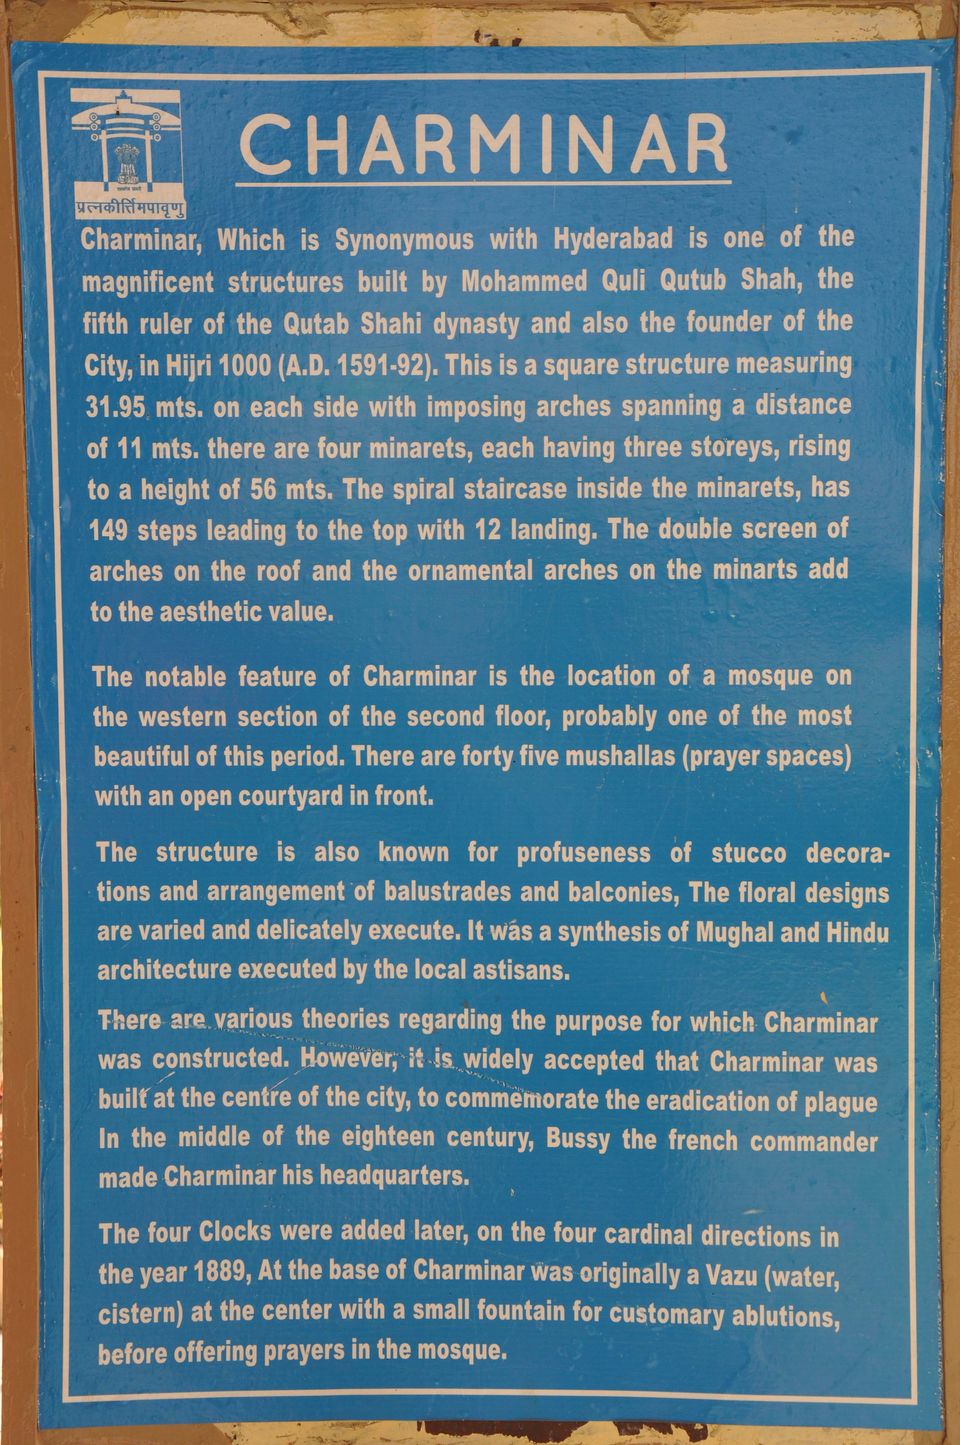 CHARMINAR
प्रत्नकीर्त्तिमपावृणु
Charminar, Which is Synonymous with Hyderabad is one of the
magnificent structures built by Mohammed Quli Qutub Shah, the
fifth ruler of the Qutab Shahi dynasty and also the founder of the
City, in Hijri 1000 (A.D. 1591-92). This is a square structure measuring
31.95 mts. on each side with imposing arches spanning a distance
of 11 mts. there are four minarets, each having three storeys, rising
to a height of 56 mts. The spiral staircase inside the minarets, has
149 steps leading to the top with 12 landing. The double screen of
arches on the roof and the ornamental arches on the minarts add
to the aesthetic value.
The notable feature of Charminar is the location of a mosque on
the western section of the second floor, probably one of the most
beautiful of this period. There are forty five mushallas (prayer spaces)
with an open courtyard in front.
The structure is also known for profuseness of stucco decora-
tions and arrangement of balustrades and balconies, The floral designs
are varied and delicately execute. It was a synthesis of Mughal and Hindu
architecture executed by the local astisans.
There are various theories regarding the purpose for which Charminar
was constructed. However, it is widely accepted that Charminar was
built at the centre of the city, to commemorate the eradication of plague
In the middle of the eighteen century, Bussy the french commander
made Charminar his headquarters.
The four Clocks were added later, on the four cardinal directions in
the year 1889, At the base of Charminar was originally a Vazu (water,
cistern) at the center with a small fountain for customary ablutions,
before offering prayers in the mosque.